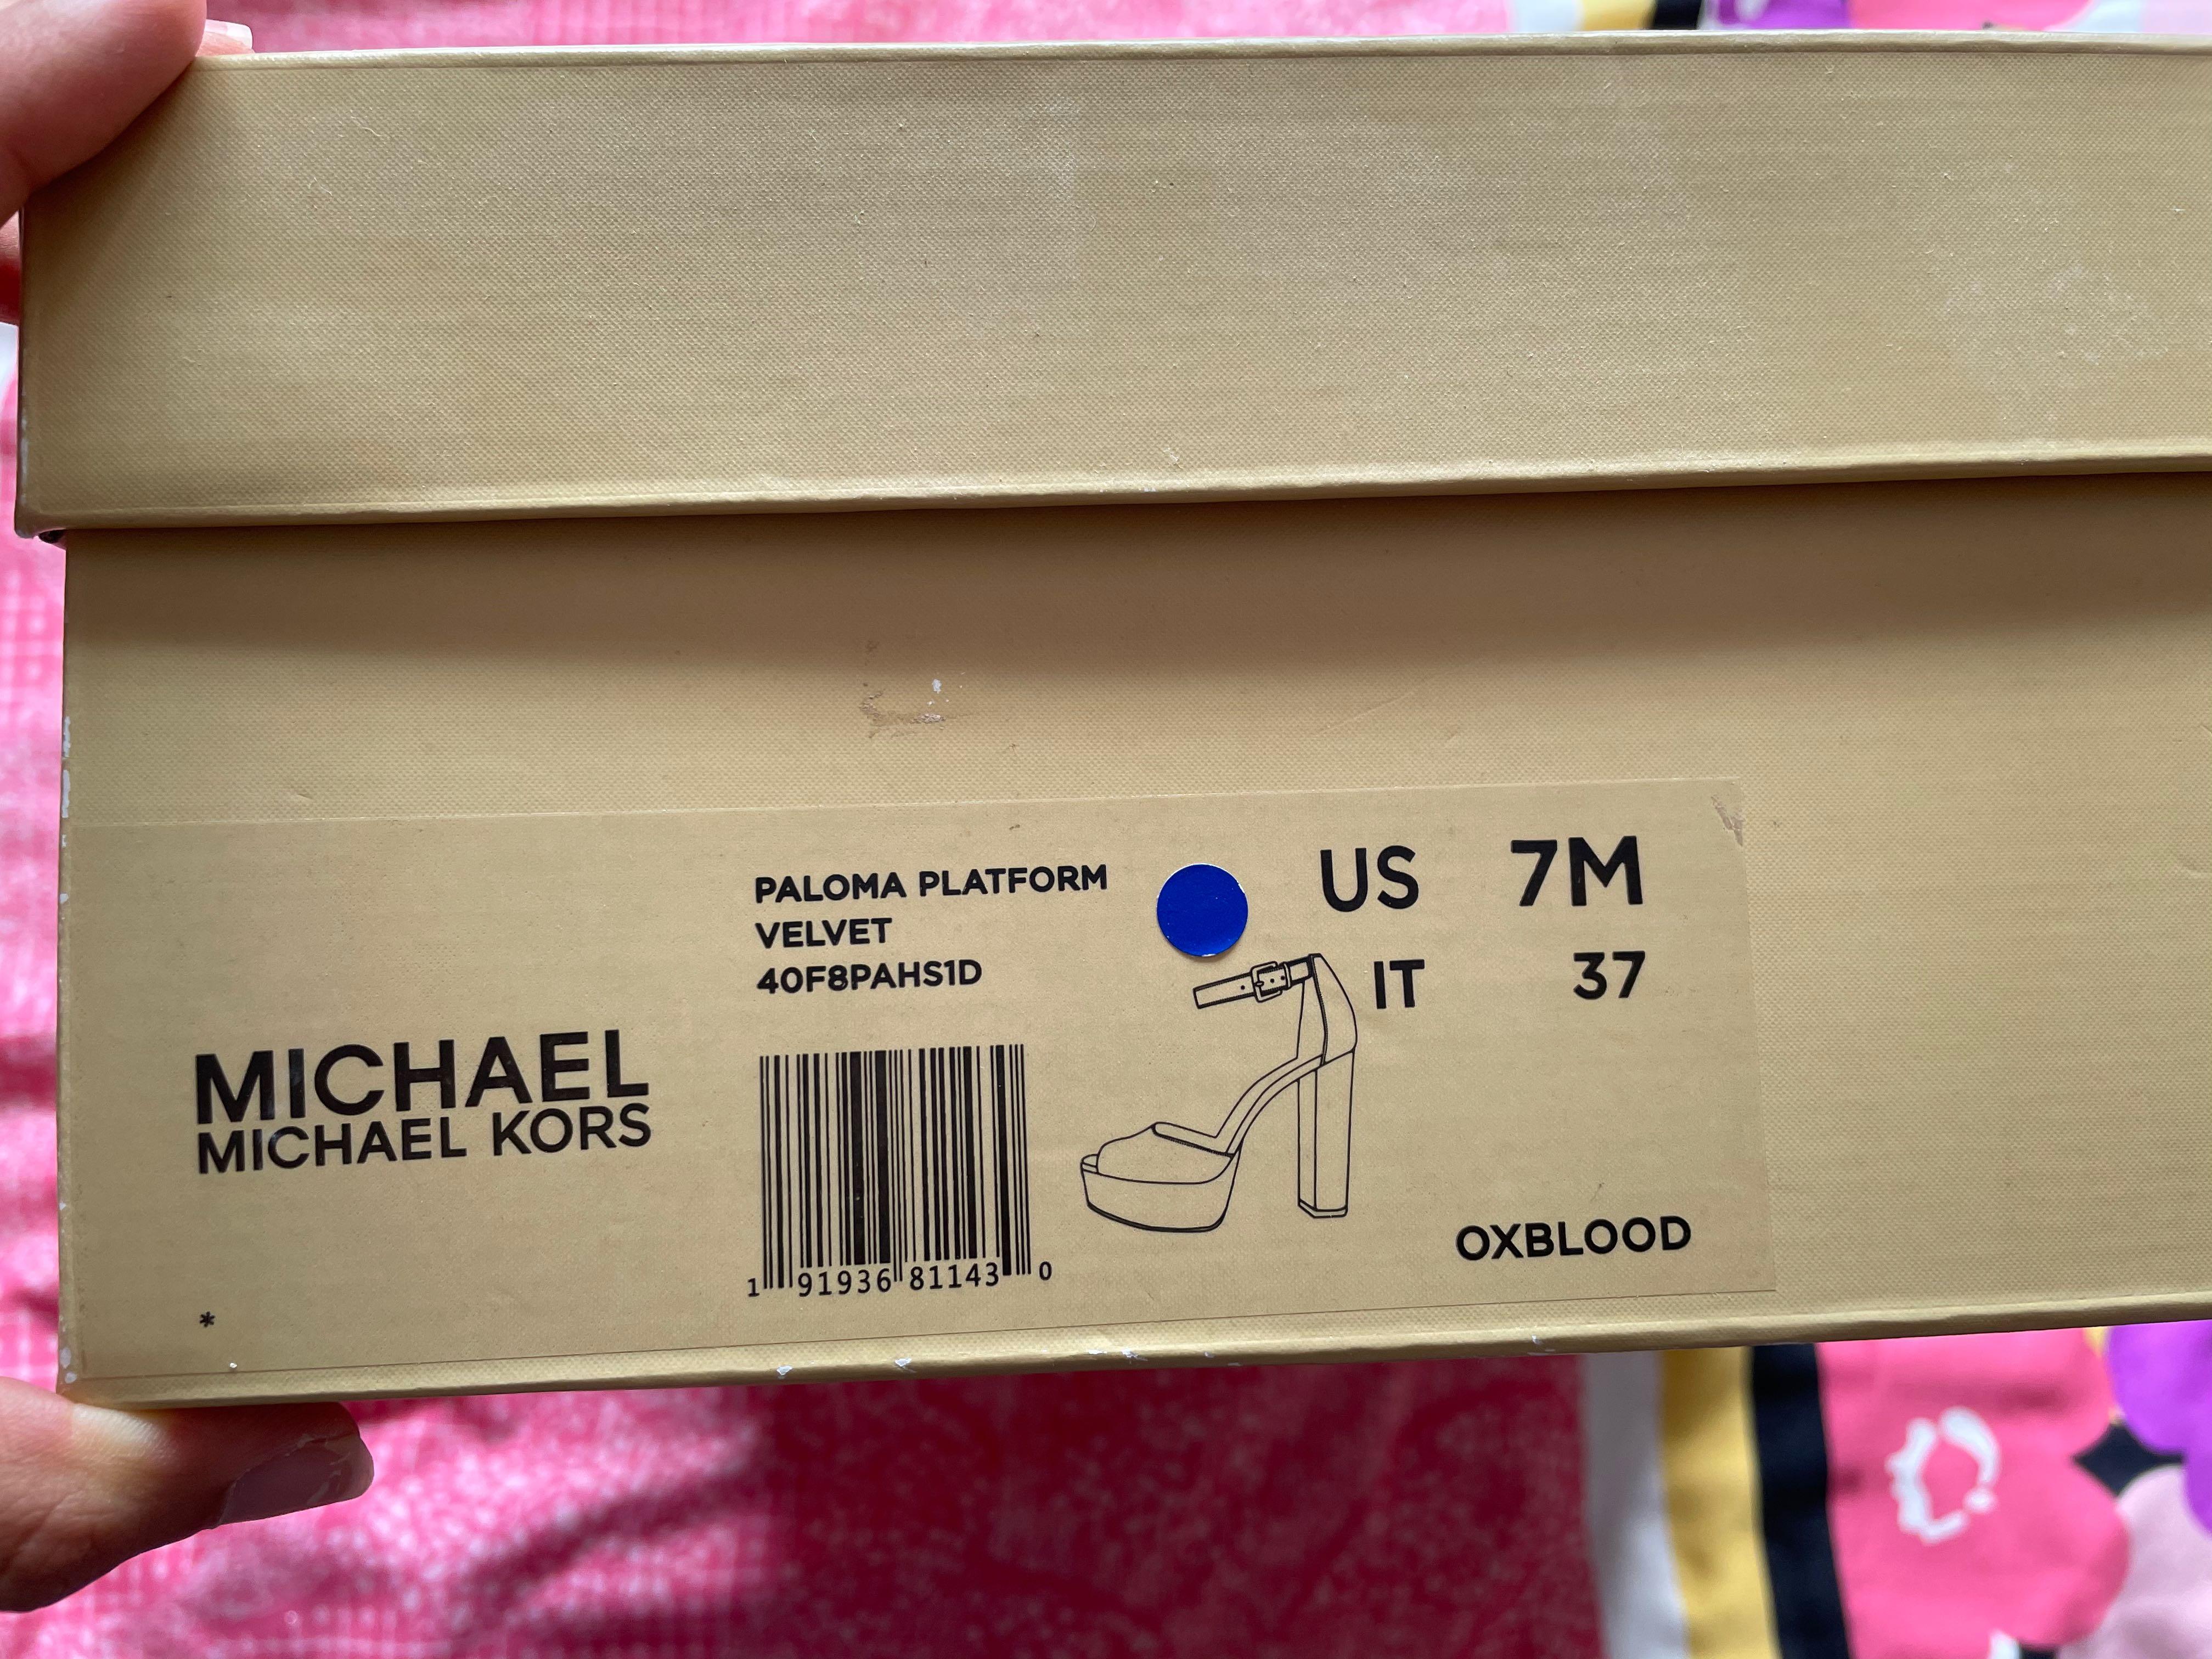 PALOMA PLATFORM
VELVET
40F8PAHS1D
US 7M
IT 37
MICHAEL
MICHAEL KORS
1 91936 81143 0
OXBLOOD
*